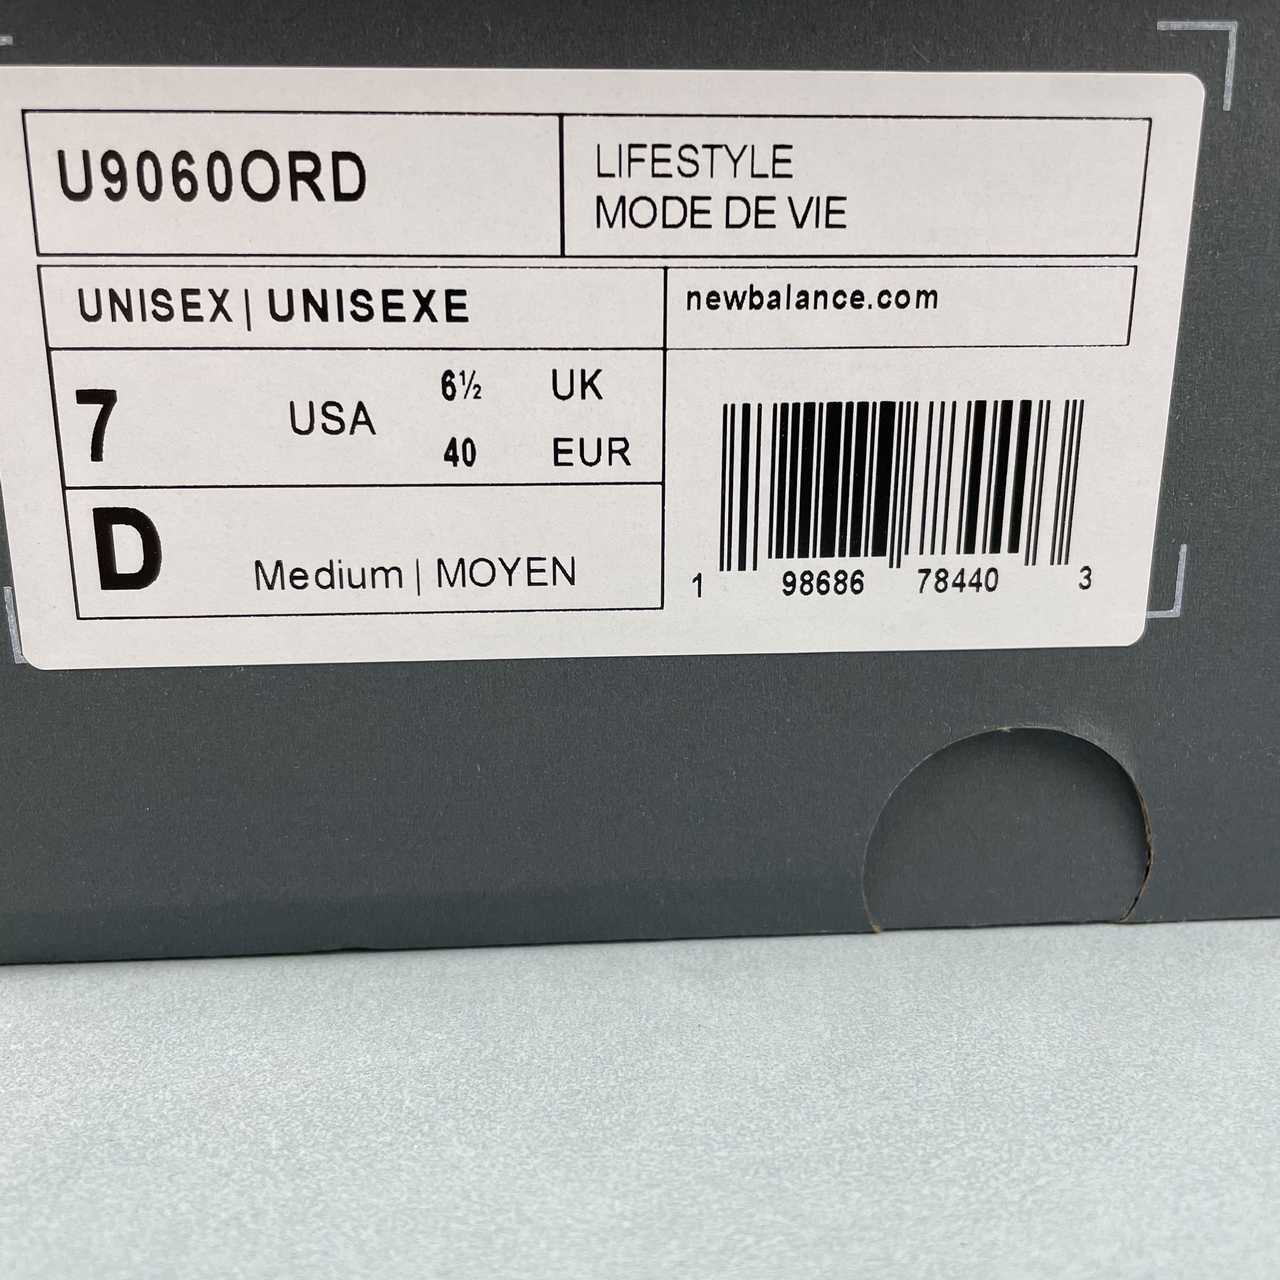 U9060ORD
LIFESTYLE
MODE DE VIE
UNISEX | UNISEXE
newbalance.com
7 USA
6½ UK
40 EUR
D Medium | MOYEN
1 98686 78440 3